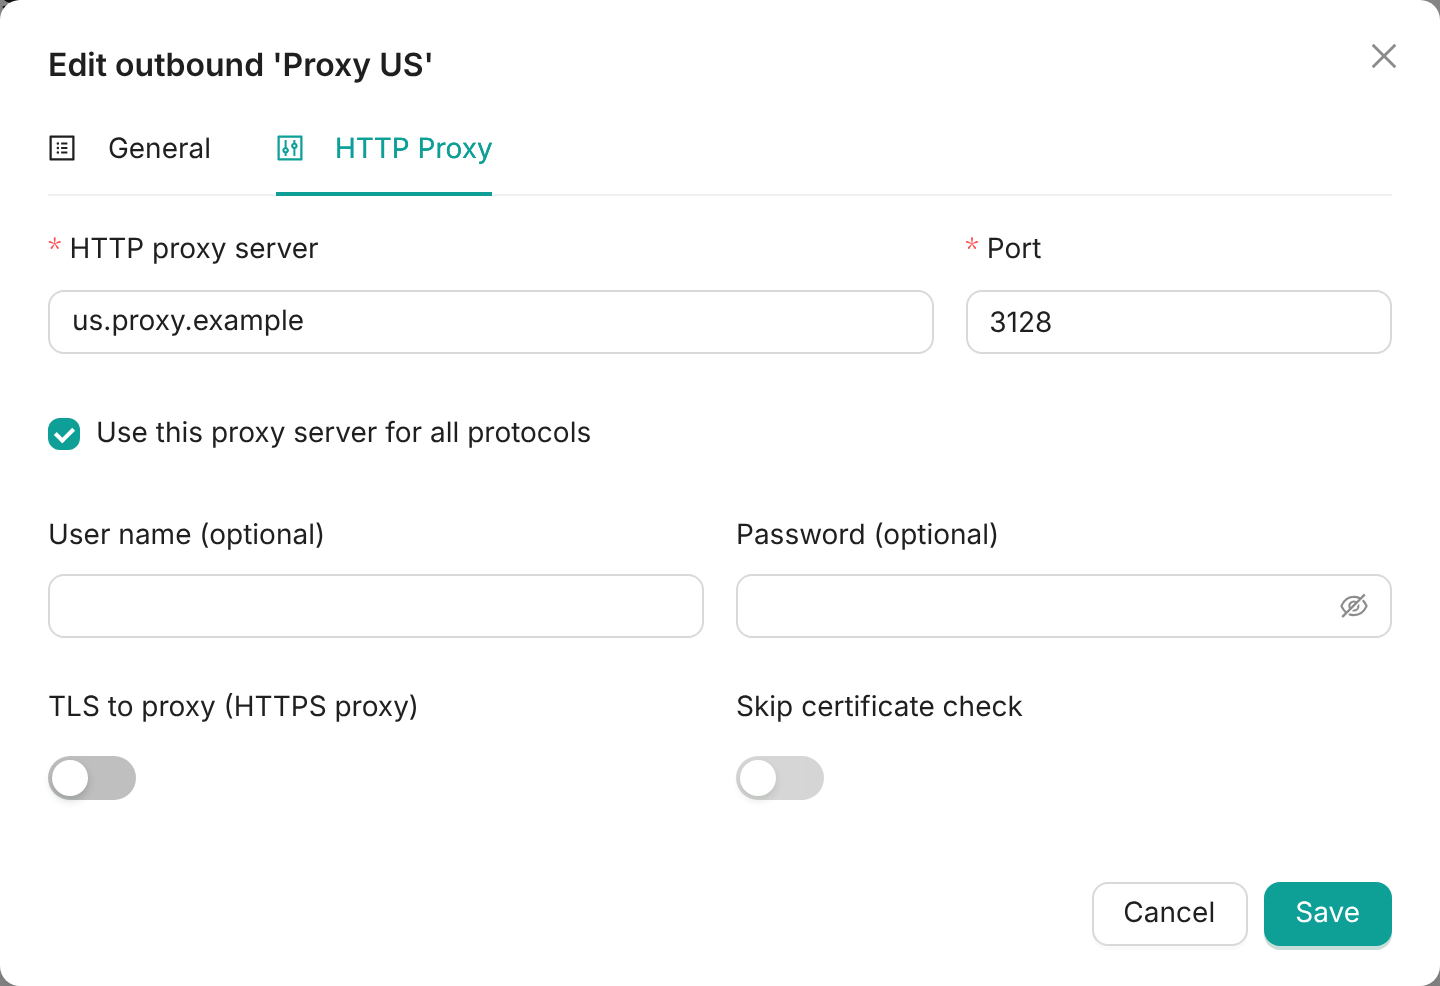 Edit outbound 'Proxy US'
General HTTP Proxy
* HTTP proxy server * Port
us.proxy.example 3128
Use this proxy server for all protocols
User name (optional) Password (optional)
TLS to proxy (HTTPS proxy) Skip certificate check
Cancel Save